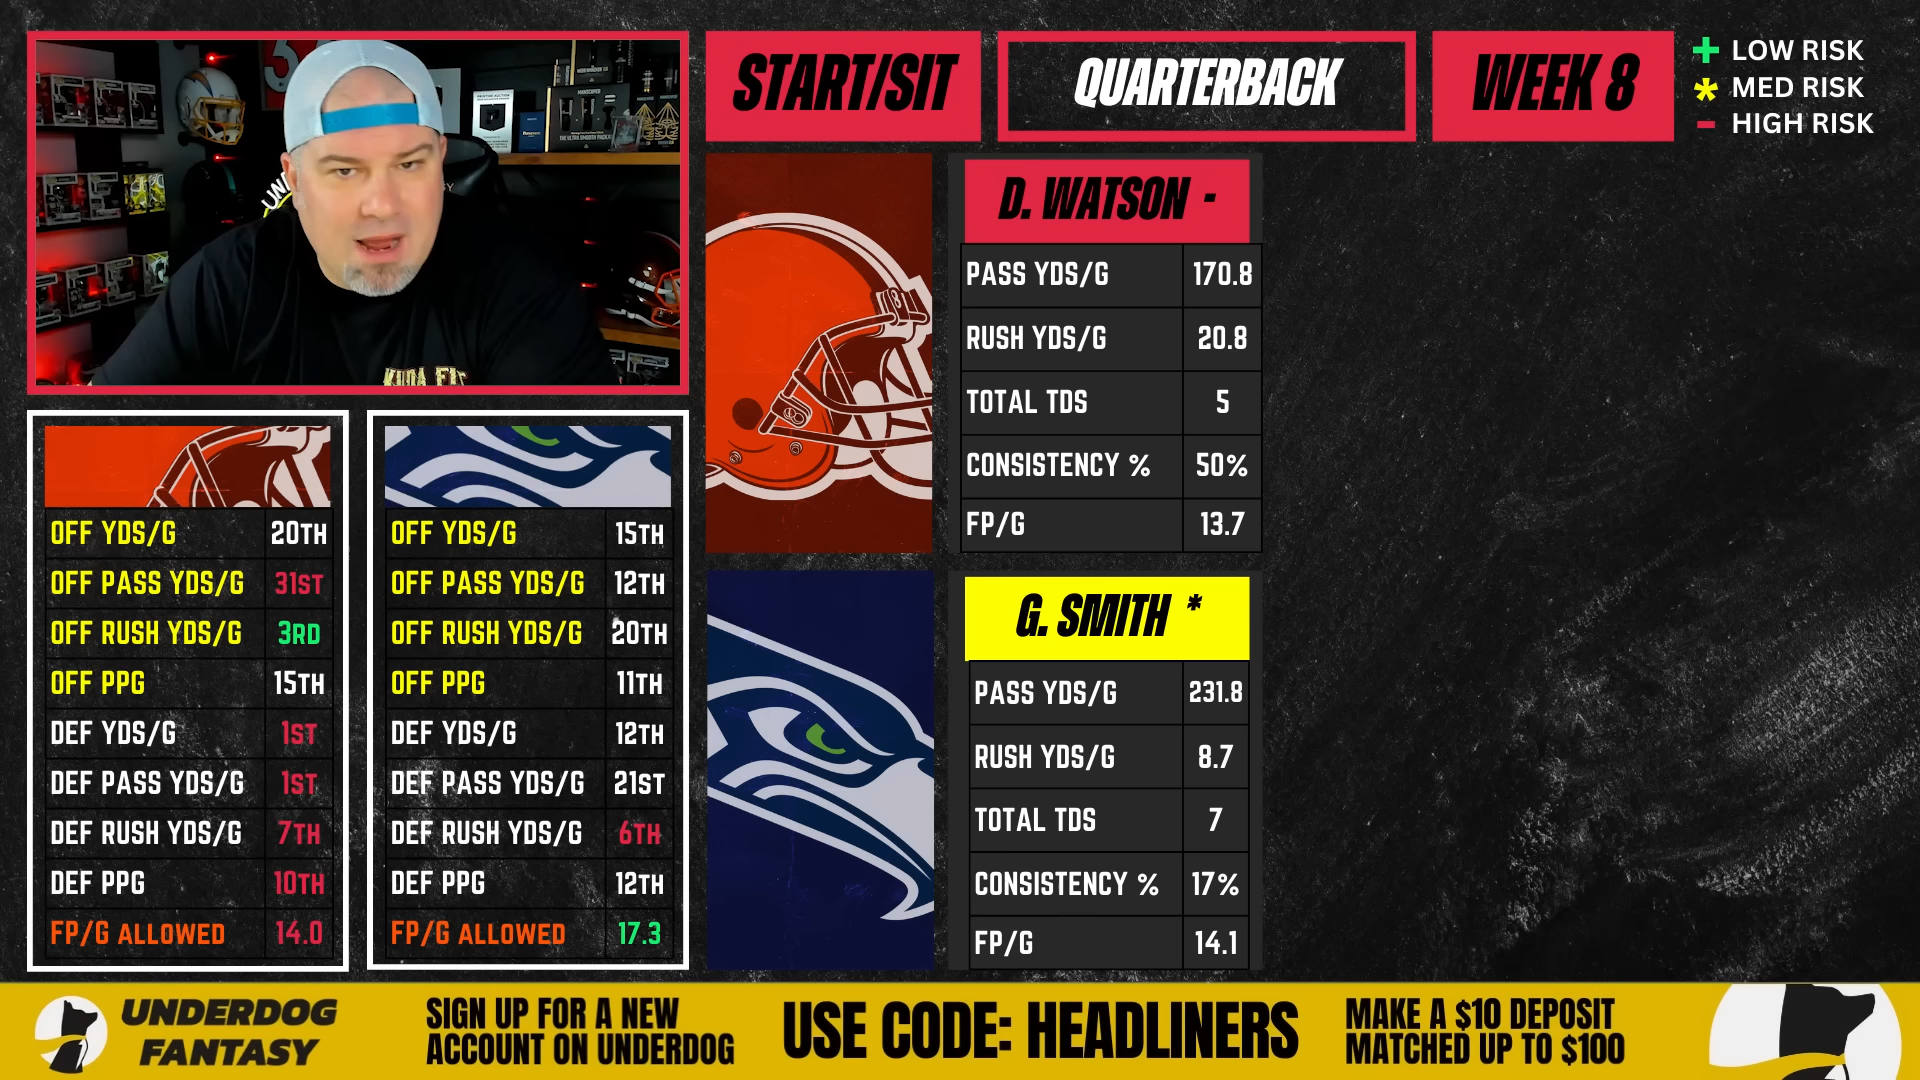 START/SIT
QUARTERBACK
WEEK 8
+ LOW RISK
* MED RISK
- HIGH RISK
D. WATSON -
PASS YDS/G 170.8
RUSH YDS/G 20.8
TOTAL TDS 5
CONSISTENCY % 50%
FP/G 13.7
OFF YDS/G 20TH
OFF PASS YDS/G 31ST
OFF RUSH YDS/G 3RD
OFF PPG 15TH
DEF YDS/G 1ST
DEF PASS YDS/G 1ST
DEF RUSH YDS/G 7TH
DEF PPG 10TH
FP/G ALLOWED 14.0
OFF YDS/G 15TH
OFF PASS YDS/G 12TH
OFF RUSH YDS/G 20TH
OFF PPG 11TH
DEF YDS/G 12TH
DEF PASS YDS/G 21ST
DEF RUSH YDS/G 6TH
DEF PPG 12TH
FP/G ALLOWED 17.3
G. SMITH *
PASS YDS/G 231.8
RUSH YDS/G 8.7
TOTAL TDS 7
CONSISTENCY % 17%
FP/G 14.1
UNDERDOG
FANTASY
SIGN UP FOR A NEW
ACCOUNT ON UNDERDOG
USE CODE: HEADLINERS
MAKE A $10 DEPOSIT
MATCHED UP TO $100